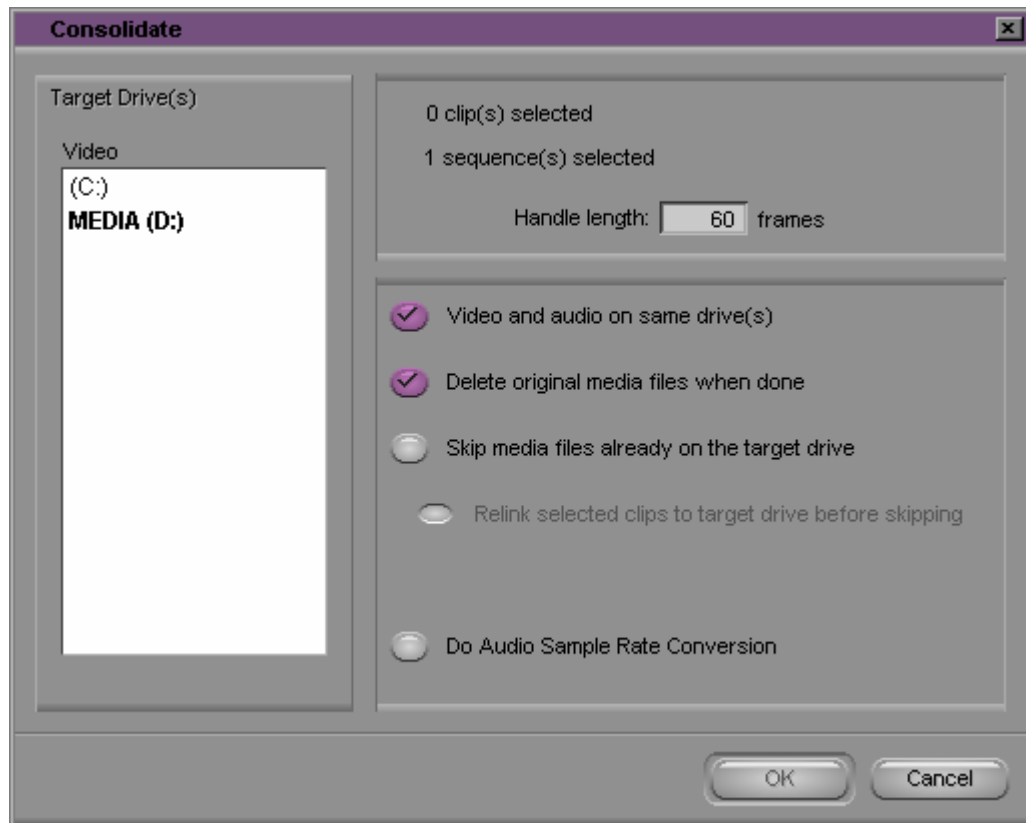 Consolidate
Target Drive(s)
Video
(C:)
MEDIA (D:)
0 clip(s) selected
1 sequence(s) selected
Handle length: 60 frames
Video and audio on same drive(s)
Delete original media files when done
Skip media files already on the target drive
Relink selected clips to target drive before skipping
Do Audio Sample Rate Conversion
OK
Cancel